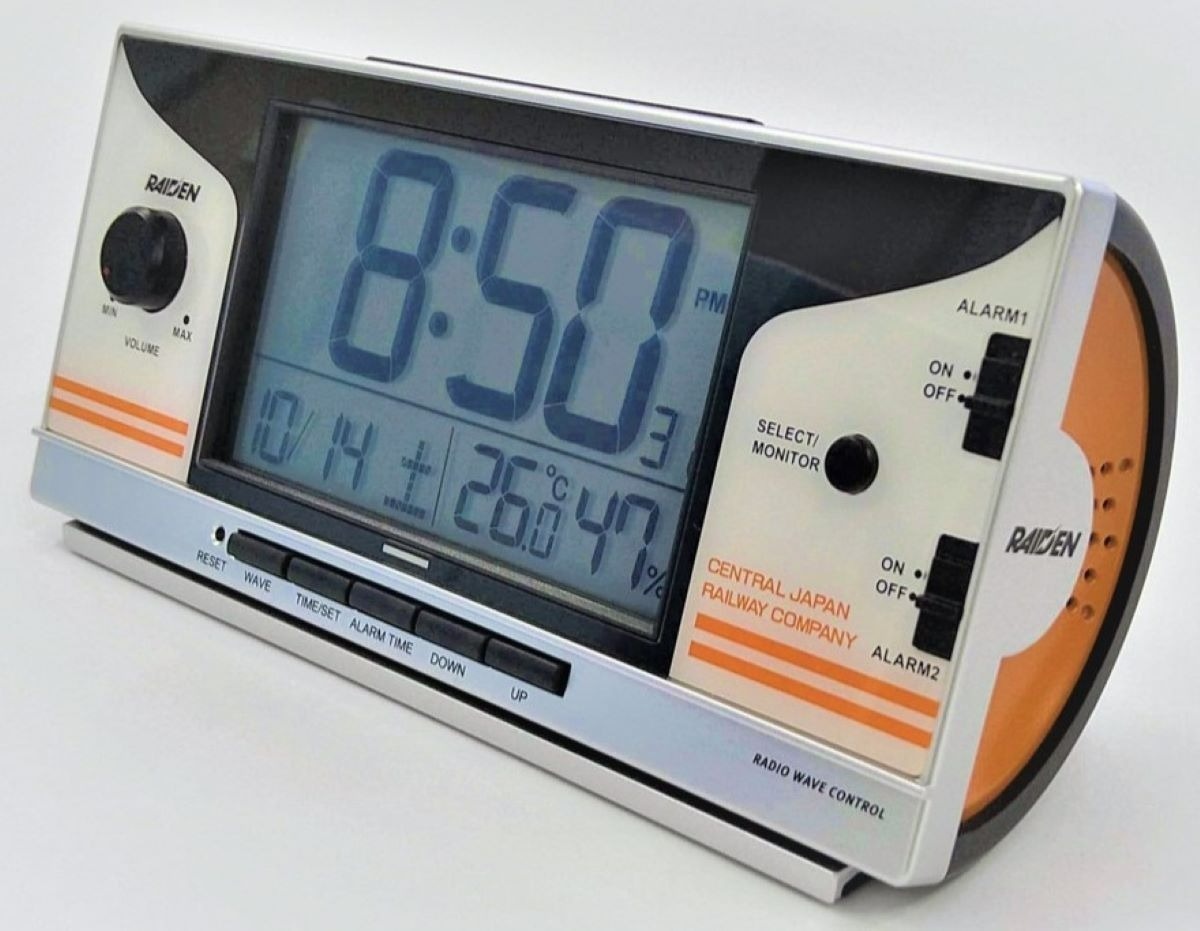 RAIDEN
MIN
MAX
VOLUME
8:50
PM
3
10/14 土
26.0°C
47%
ALARM1
ON
OFF
SELECT/
MONITOR
ON
OFF
ALARM2
CENTRAL JAPAN
RAILWAY COMPANY
RAIDEN
RESET
WAVE
TIME/SET
ALARM TIME
DOWN
UP
RADIO WAVE CONTROL